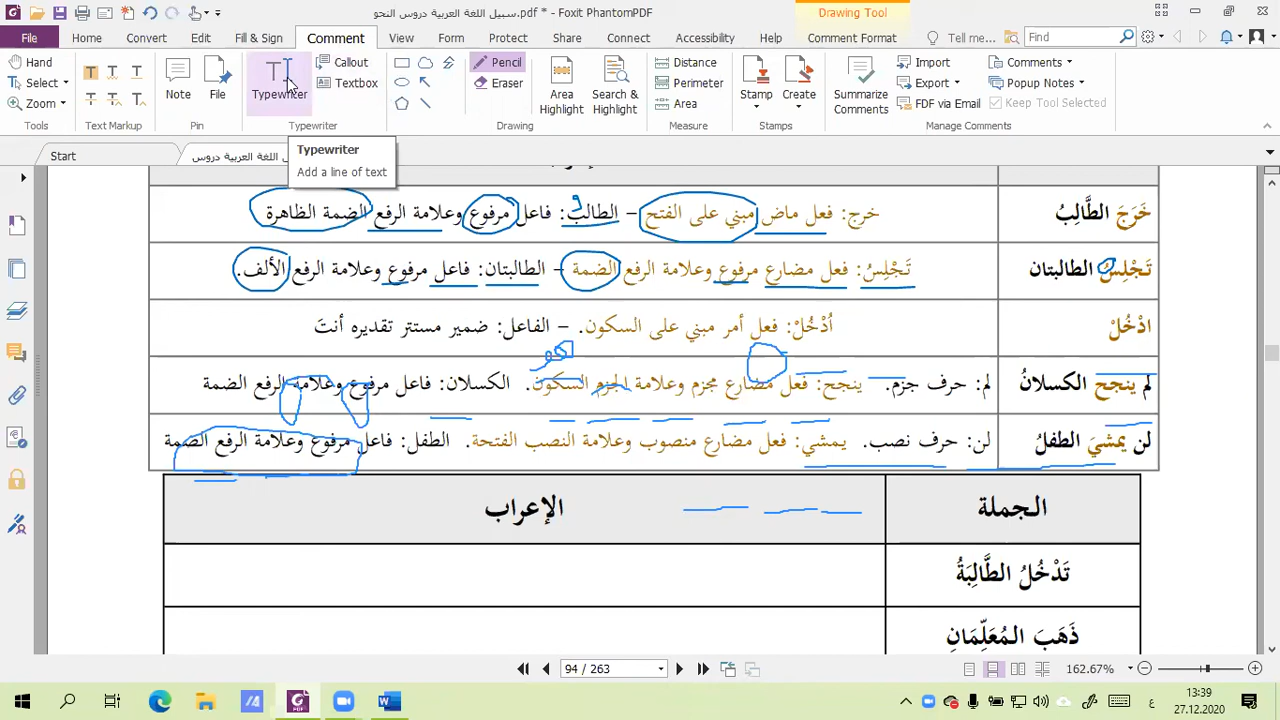 سبيل اللغة العربية دروس النحو.pdf * - Foxit PhantomPDF
Drawing Tool
File Home Convert Edit Fill & Sign Comment View Form Protect Share Connect Accessibility Help Comment Format Tell me... Find
Hand
Select
Zoom
Tools
Text Markup
Note
File
Pin
Typewriter
Callout
Textbox
Typewriter
Pencil
Eraser
Drawing
Area Highlight
Search & Highlight
Distance
Perimeter
Area
Measure
Stamp
Create
Stamps
Summarize Comments
Import
Export
FDF via Email
Comments
Popup Notes
Keep Tool Selected
Manage Comments
Start
يل اللغة العربية دروس
Typewriter
Add a line of text
خَرَجَ الطَّالِبُ
خرج: فعل ماض مبني على الفتح – الطالب: فاعل مرفوع وعلامة الرفع الضمة الظاهرة
تَجْلِسُ الطالبتان
تَجْلِسُ: فعل مضارع مرفوع وعلامة الرفع الضمة – الطالبتان: فاعل مرفوع وعلامة الرفع الألف.
ادْخُلْ
اُدْخُلْ: فعل أمر مبني على السكون. – الفاعل: ضمير مستتر تقديره أنتَ
لم ينجح الكسلانُ
لم: حرف جزم. ينجح: فعل مضارع مجزم وعلامة الجزم السكون. الكسلان: فاعل مرفوع وعلامة الرفع الضمة
لن يمشيَ الطفلُ
لن: حرف نصب. يمشي: فعل مضارع منصوب وعلامة النصب الفتحة. الطفل: فاعل مرفوع وعلامة الرفع الضمة
الجملة الإعراب
تَدْخُلُ الطَّالِبَةُ
ذَهَبَ المُعَلِّمَانِ
94 / 263
162.67%
ع
13:39
27.12.2020